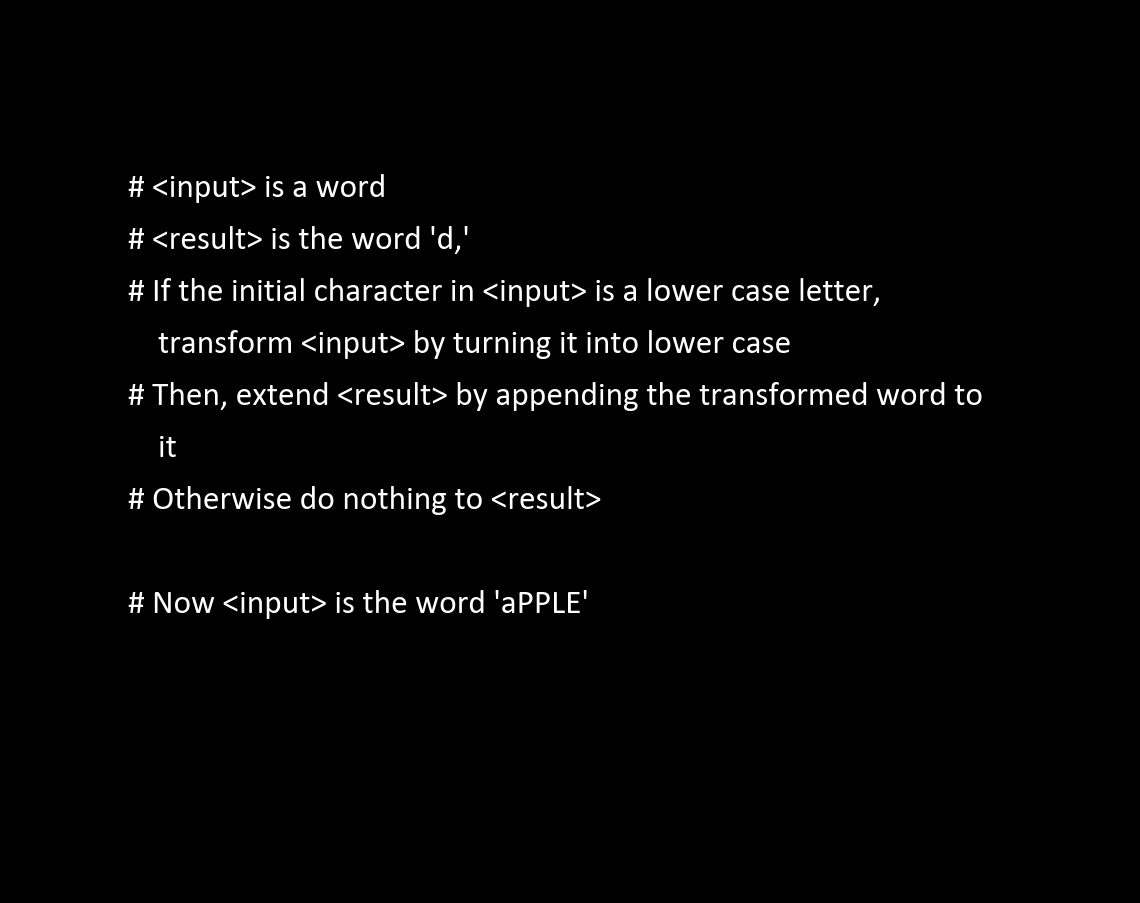 # <input> is a word
# <result> is the word 'd,'
# If the initial character in <input> is a lower case letter,
transform <input> by turning it into lower case
# Then, extend <result> by appending the transformed word to
it
# Otherwise do nothing to <result>
# Now <input> is the word 'aPPLE'